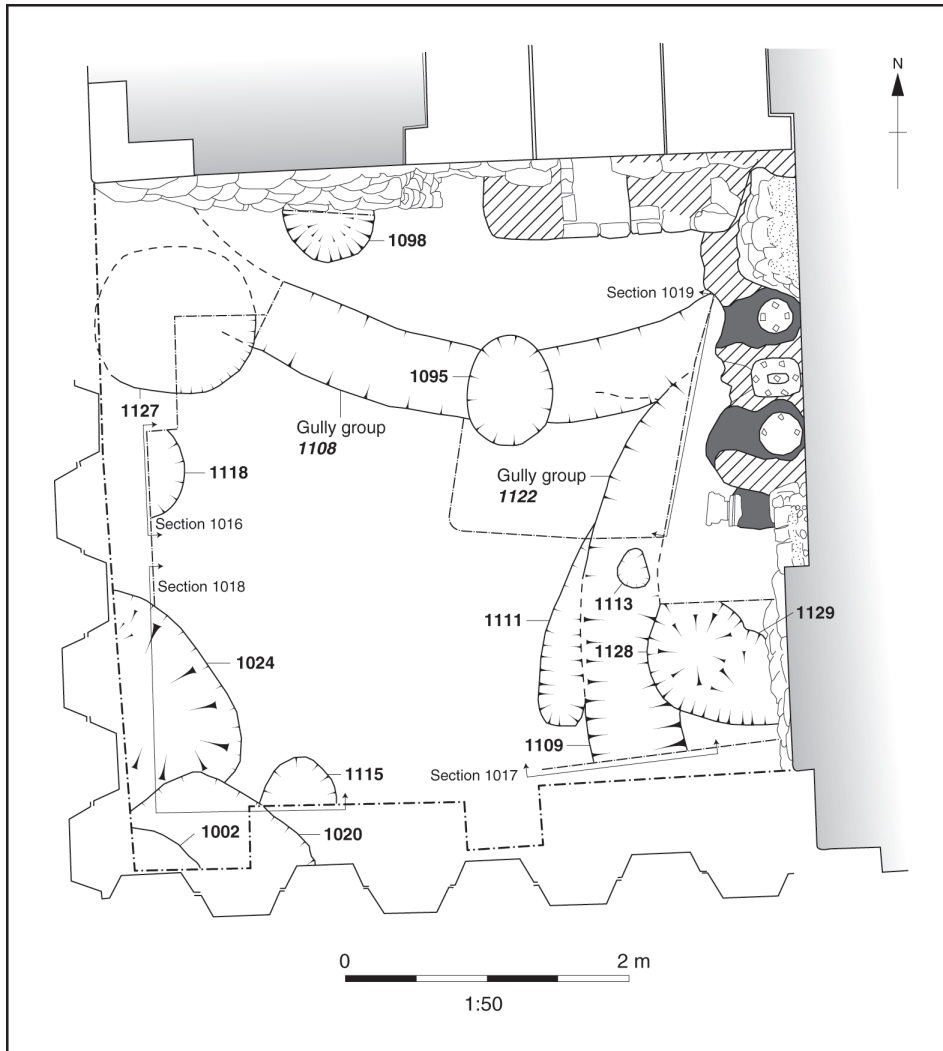 N
1098
Section 1019
1095
1127
Gully group
1108
1118
Gully group
1122
Section 1016
Section 1018
1113
1129
1111
1128
1024
1109
1115
Section 1017
1002
1020
0 2 m
1:50